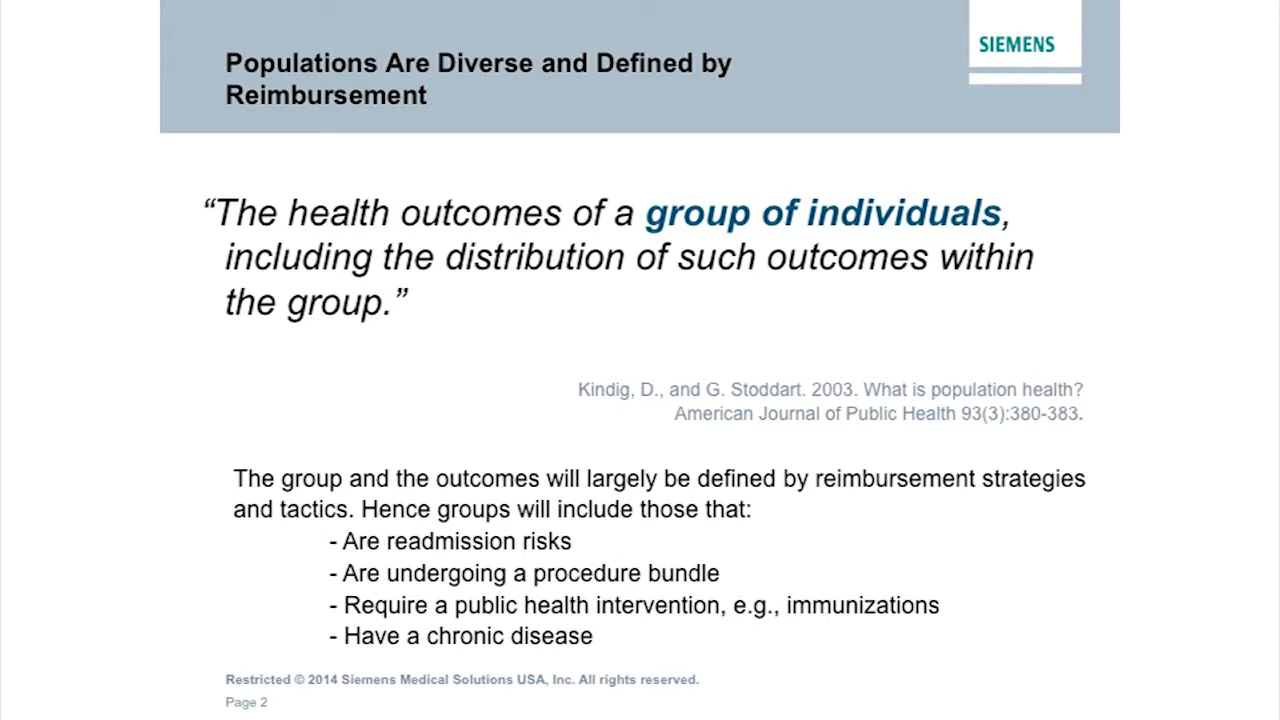 Populations Are Diverse and Defined by
Reimbursement
SIEMENS
“The health outcomes of a group of individuals,
including the distribution of such outcomes within
the group.”
Kindig, D., and G. Stoddart. 2003. What is population health?
American Journal of Public Health 93(3):380-383.
The group and the outcomes will largely be defined by reimbursement strategies
and tactics. Hence groups will include those that:
- Are readmission risks
- Are undergoing a procedure bundle
- Require a public health intervention, e.g., immunizations
- Have a chronic disease
Restricted © 2014 Siemens Medical Solutions USA, Inc. All rights reserved.
Page 2